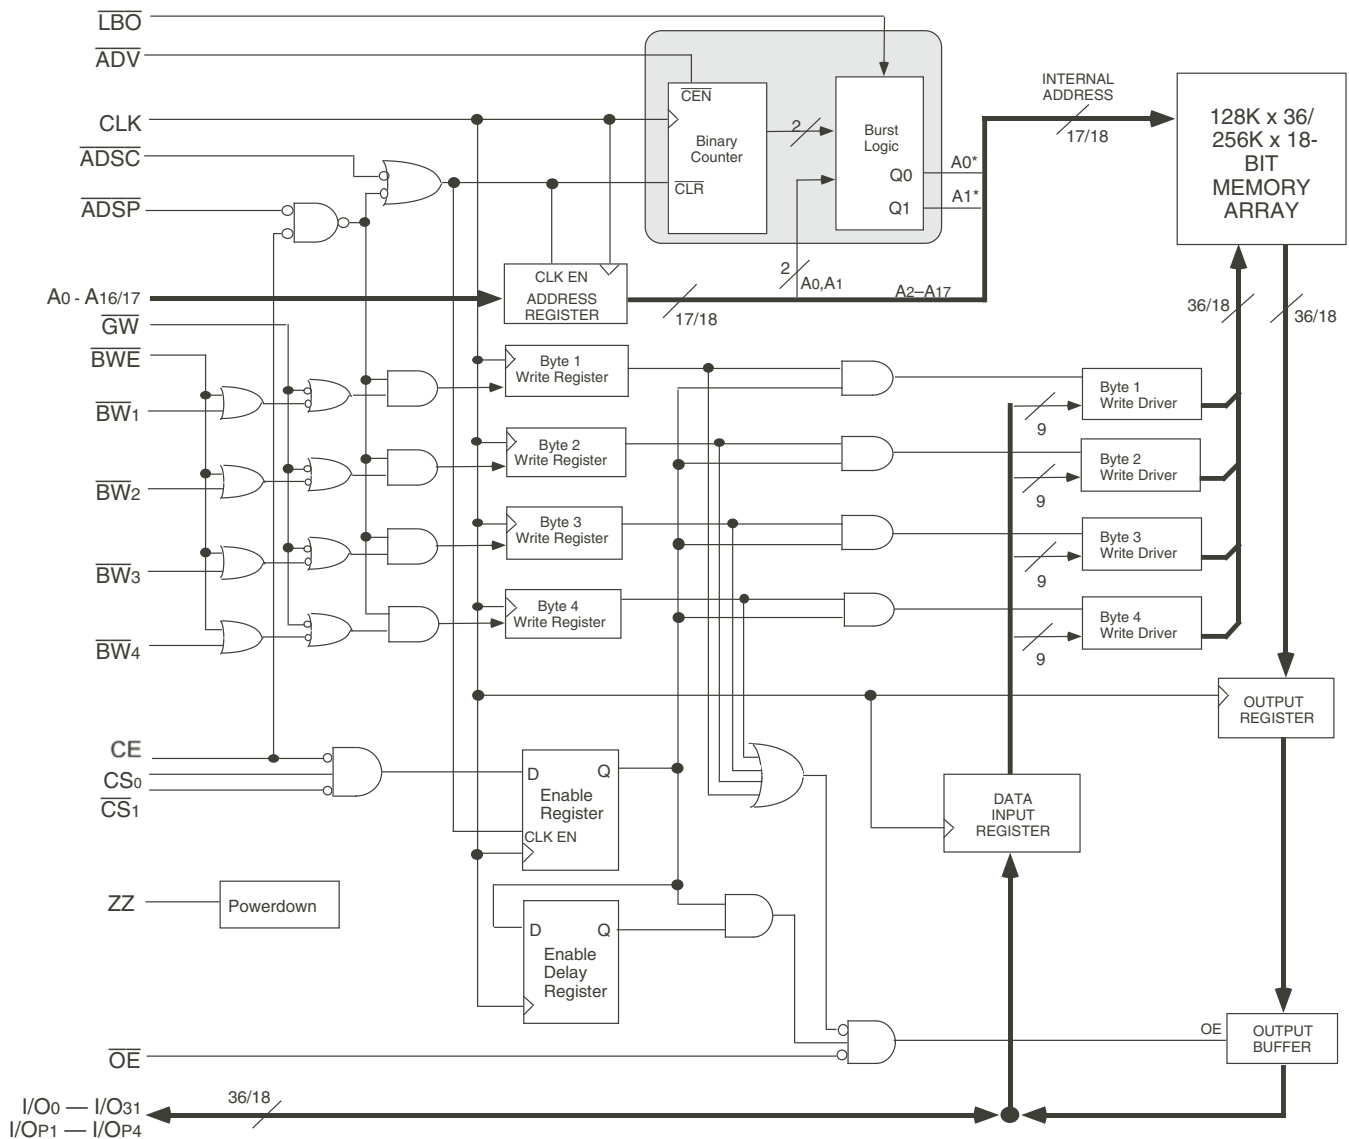 LBO
ADV
CLK
ADSC
ADSP
A0 - A16/17
GW
BWE
BW1
BW2
BW3
BW4
CE
CS0
CS1
ZZ
Powerdown
OE
I/O0 — I/O31
I/OP1 — I/OP4
36/18
CEN
Binary
Counter
CLR
2
Burst
Logic
Q0
Q1
A0*
A1*
2
A0,A1
A2–A17
CLK EN
ADDRESS
REGISTER
17/18
INTERNAL
ADDRESS
17/18
128K x 36/
256K x 18-
BIT
MEMORY
ARRAY
36/18
36/18
Byte 1
Write Register
Byte 2
Write Register
Byte 3
Write Register
Byte 4
Write Register
9
Byte 1
Write Driver
9
Byte 2
Write Driver
9
Byte 3
Write Driver
9
Byte 4
Write Driver
OUTPUT
REGISTER
D
Q
Enable
Register
CLK EN
DATA
INPUT
REGISTER
D
Q
Enable
Delay
Register
OE
OUTPUT
BUFFER